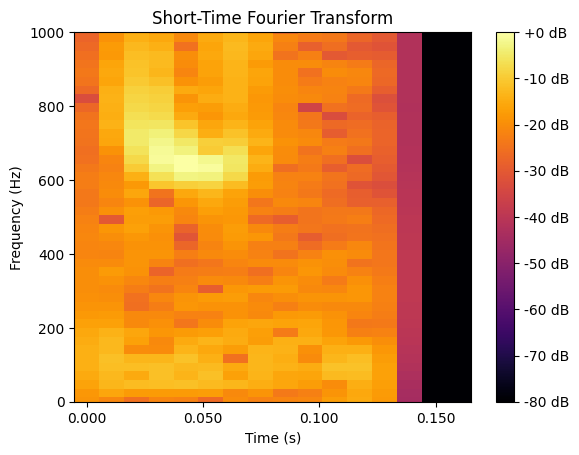 Short-Time Fourier Transform
Frequency (Hz)
1000
800
600
400
200
0
0.000
0.050
0.100
0.150
Time (s)
+0 dB
-10 dB
-20 dB
-30 dB
-40 dB
-50 dB
-60 dB
-70 dB
-80 dB